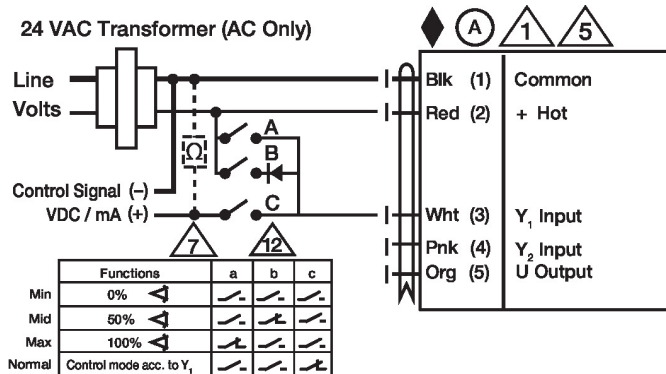 24 VAC Transformer (AC Only)
A 1 5
Line
Volts
Blk (1) Common
Red (2) + Hot
A
B
Ω
Control Signal (–)
VDC / mA (+)
C
Wht (3) Y₁ Input
Pnk (4) Y₂ Input
Org (5) U Output
7 12
Functions a b c
Min 0%
Mid 50%
Max 100%
Normal Control mode acc. to Y₁